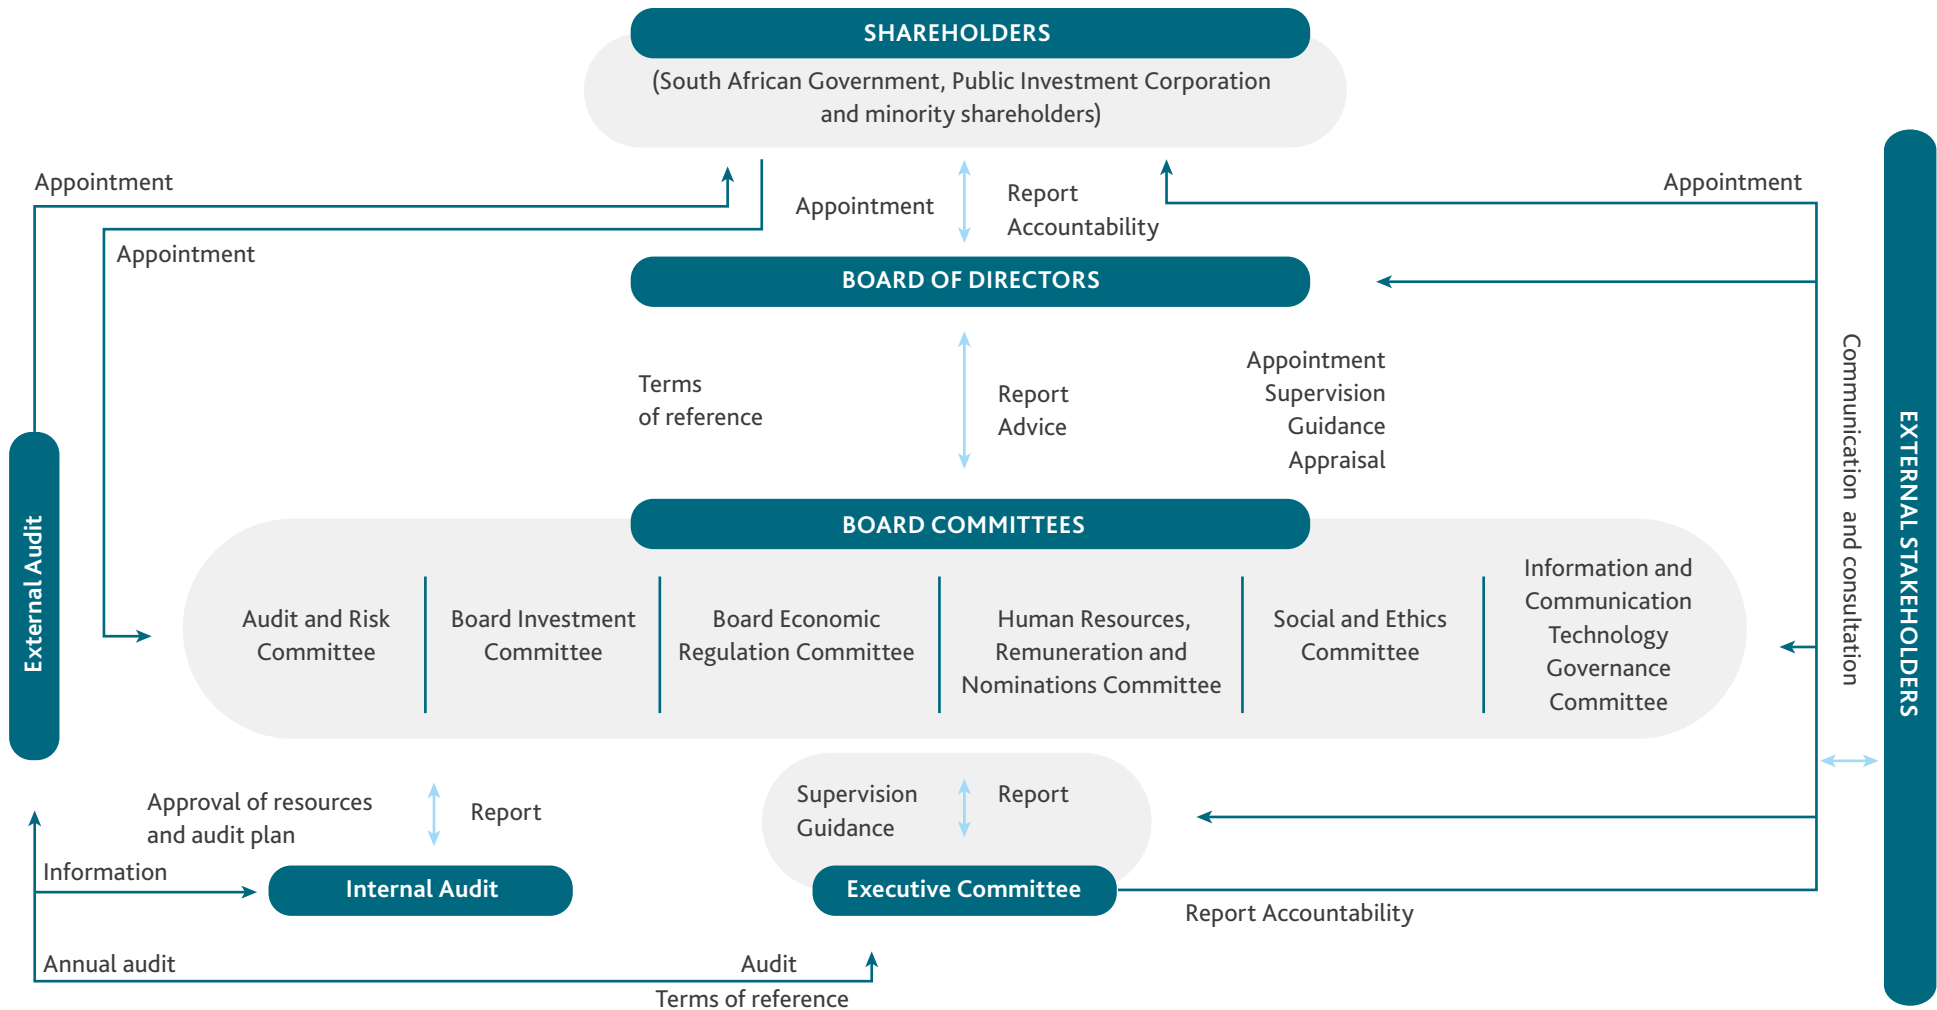 SHAREHOLDERS
(South African Government, Public Investment Corporation
and minority shareholders)
Appointment
Appointment
Appointment
Report
Accountability
Appointment
BOARD OF DIRECTORS
Terms
of reference
Report
Advice
Appointment
Supervision
Guidance
Appraisal
Communication and consultation
EXTERNAL STAKEHOLDERS
External Audit
BOARD COMMITTEES
Audit and Risk
Committee
Board Investment
Committee
Board Economic
Regulation Committee
Human Resources,
Remuneration and
Nominations Committee
Social and Ethics
Committee
Information and
Communication
Technology
Governance
Committee
Approval of resources
and audit plan
Report
Supervision
Guidance
Report
Information
Internal Audit
Executive Committee
Report Accountability
Annual audit
Audit
Terms of reference